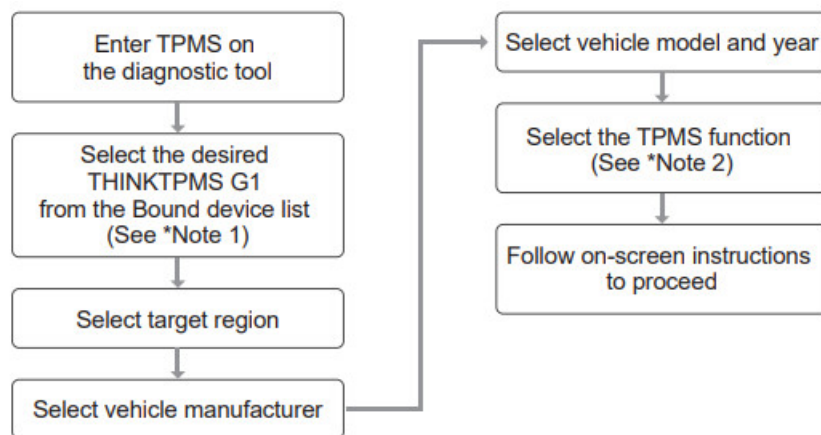 Enter TPMS on
the diagnostic tool
Select the desired
THINKTPMS G1
from the Bound device list
(See *Note 1)
Select target region
Select vehicle manufacturer
Select vehicle model and year
Select the TPMS function
(See *Note 2)
Follow on-screen instructions
to proceed